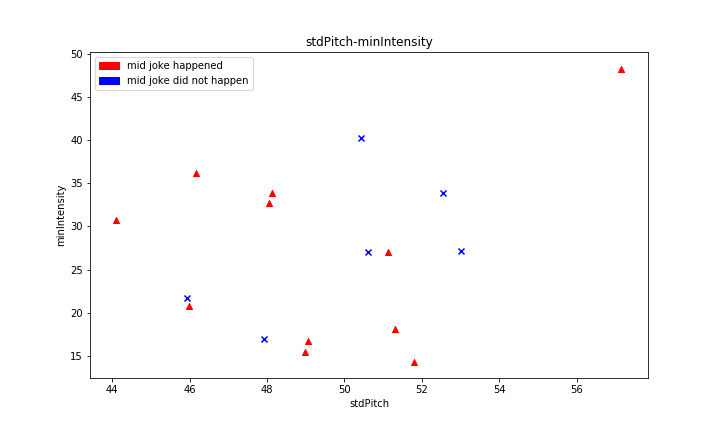 stdPitch-minIntensity
mid joke happened
mid joke did not happen
50
45
40
35
30
25
20
15
minIntensity
44 46 48 50 52 54 56
stdPitch